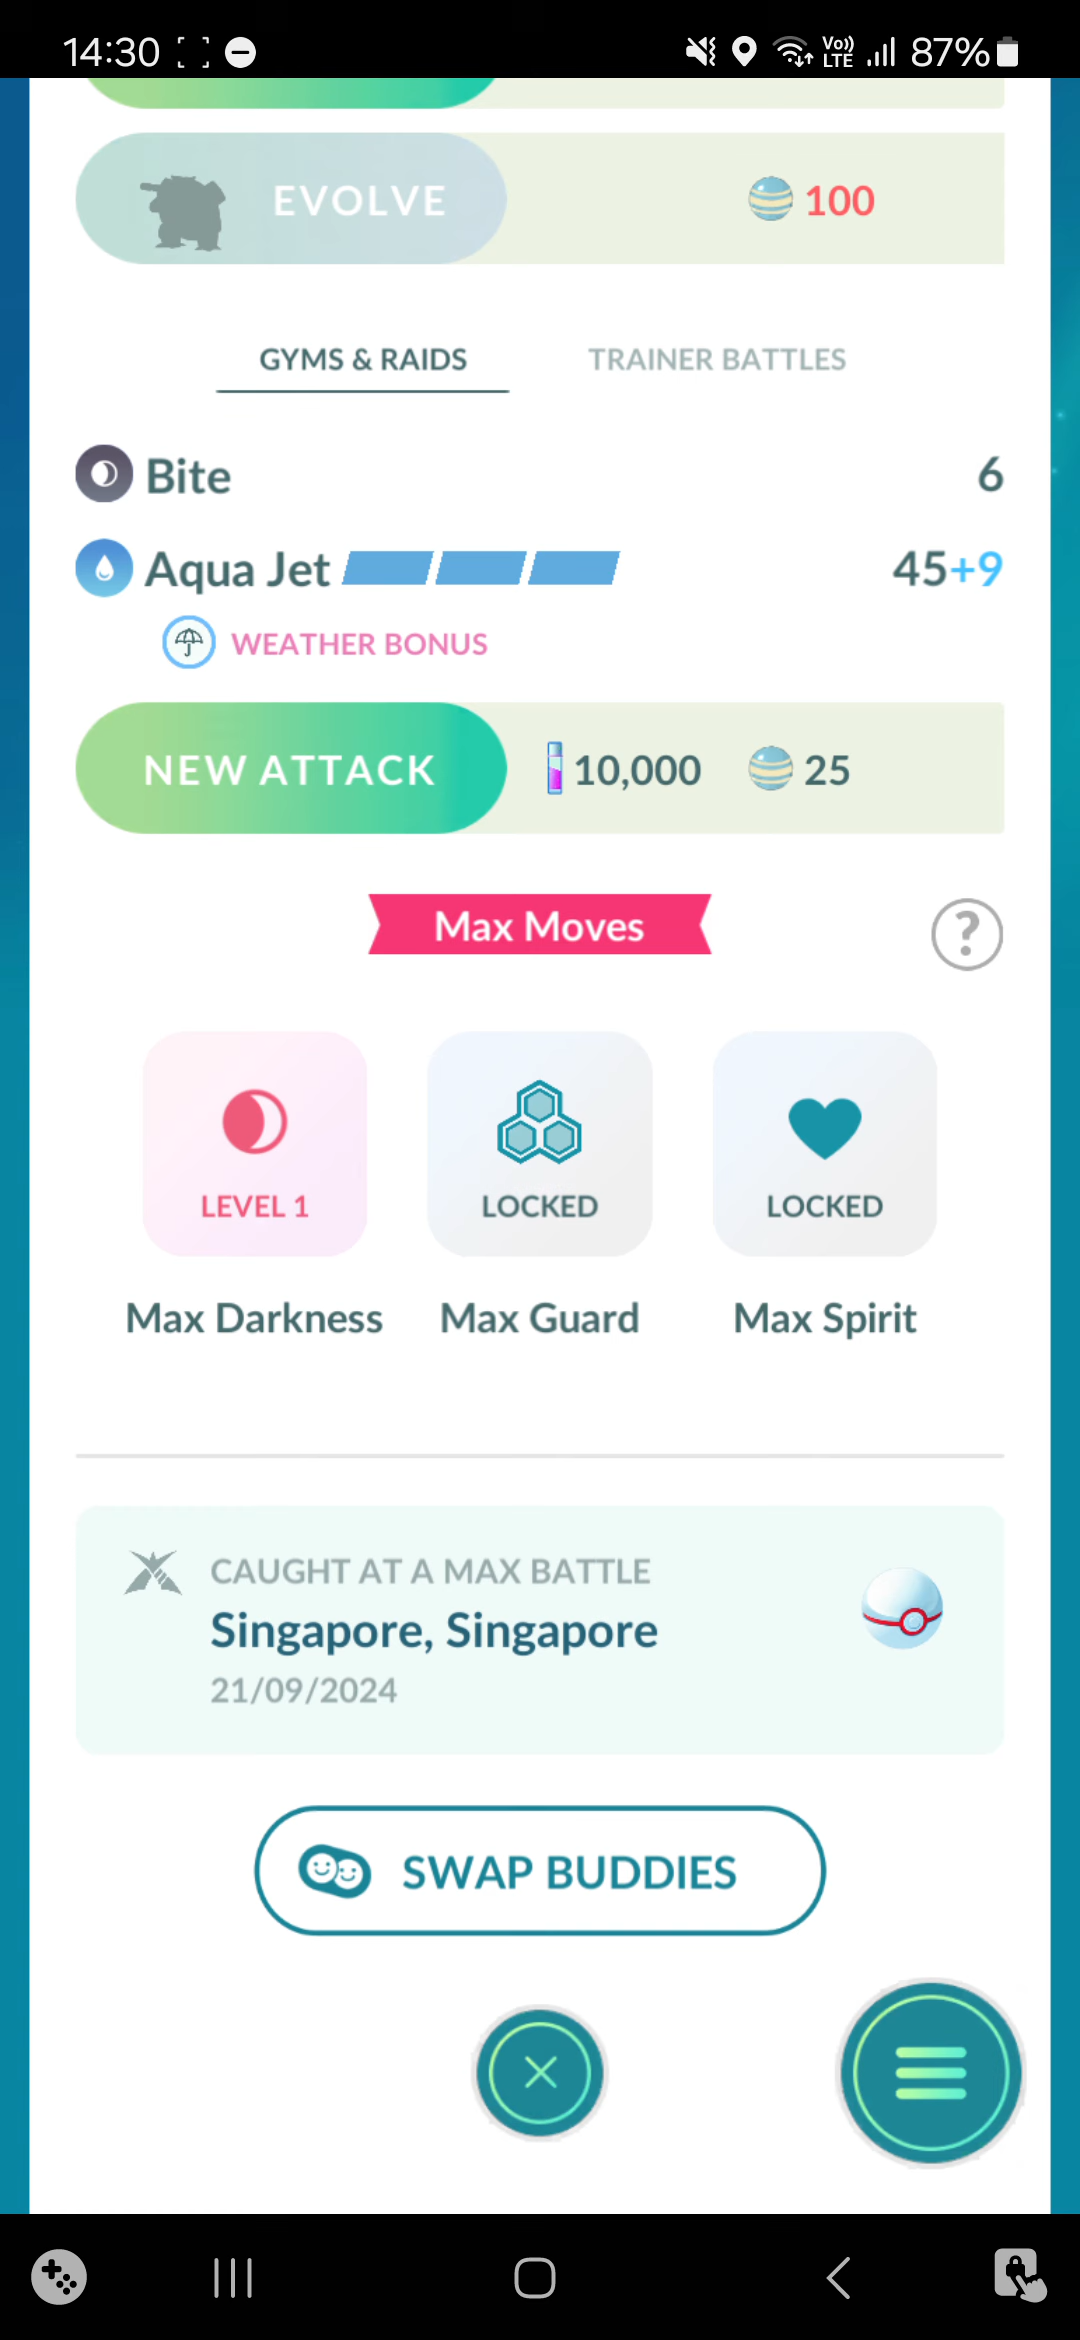 14:30 Vo)) LTE 87%
EVOLVE 100
GYMS & RAIDS TRAINER BATTLES
Bite 6
Aqua Jet 45+9
WEATHER BONUS
NEW ATTACK 10,000 25
Max Moves ?
LEVEL 1 LOCKED LOCKED
Max Darkness Max Guard Max Spirit
CAUGHT AT A MAX BATTLE
Singapore, Singapore
21/09/2024
SWAP BUDDIES